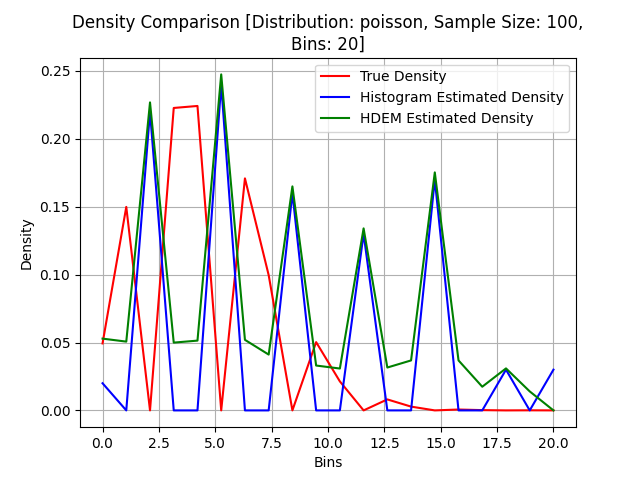 Density Comparison [Distribution: poisson, Sample Size: 100,
Bins: 20]
True Density
Histogram Estimated Density
HDEM Estimated Density
Density
0.25
0.20
0.15
0.10
0.05
0.00
0.0 2.5 5.0 7.5 10.0 12.5 15.0 17.5 20.0
Bins